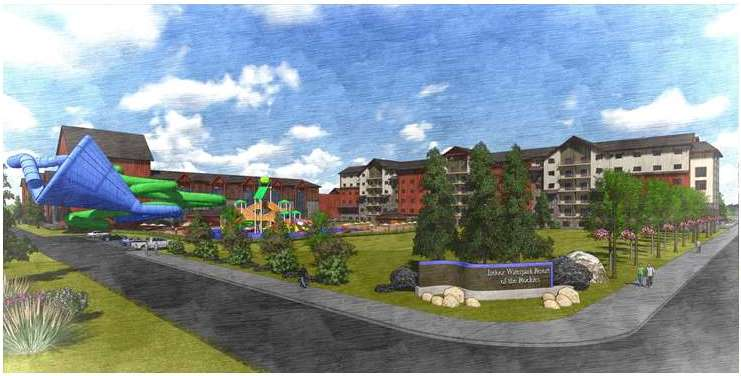 Indoor Waterpark Resort
of the Rockies